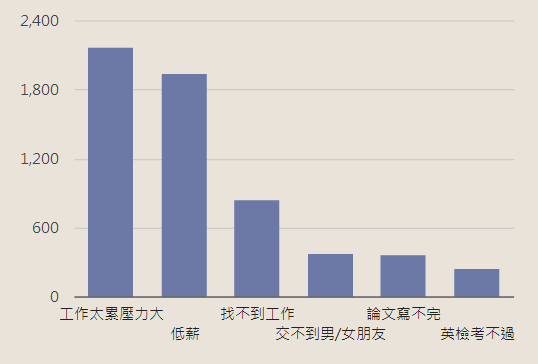 2,400
1,800
1,200
600
0
工作太累壓力大
低薪
找不到工作
交不到男/女朋友
論文寫不完
英檢考不過